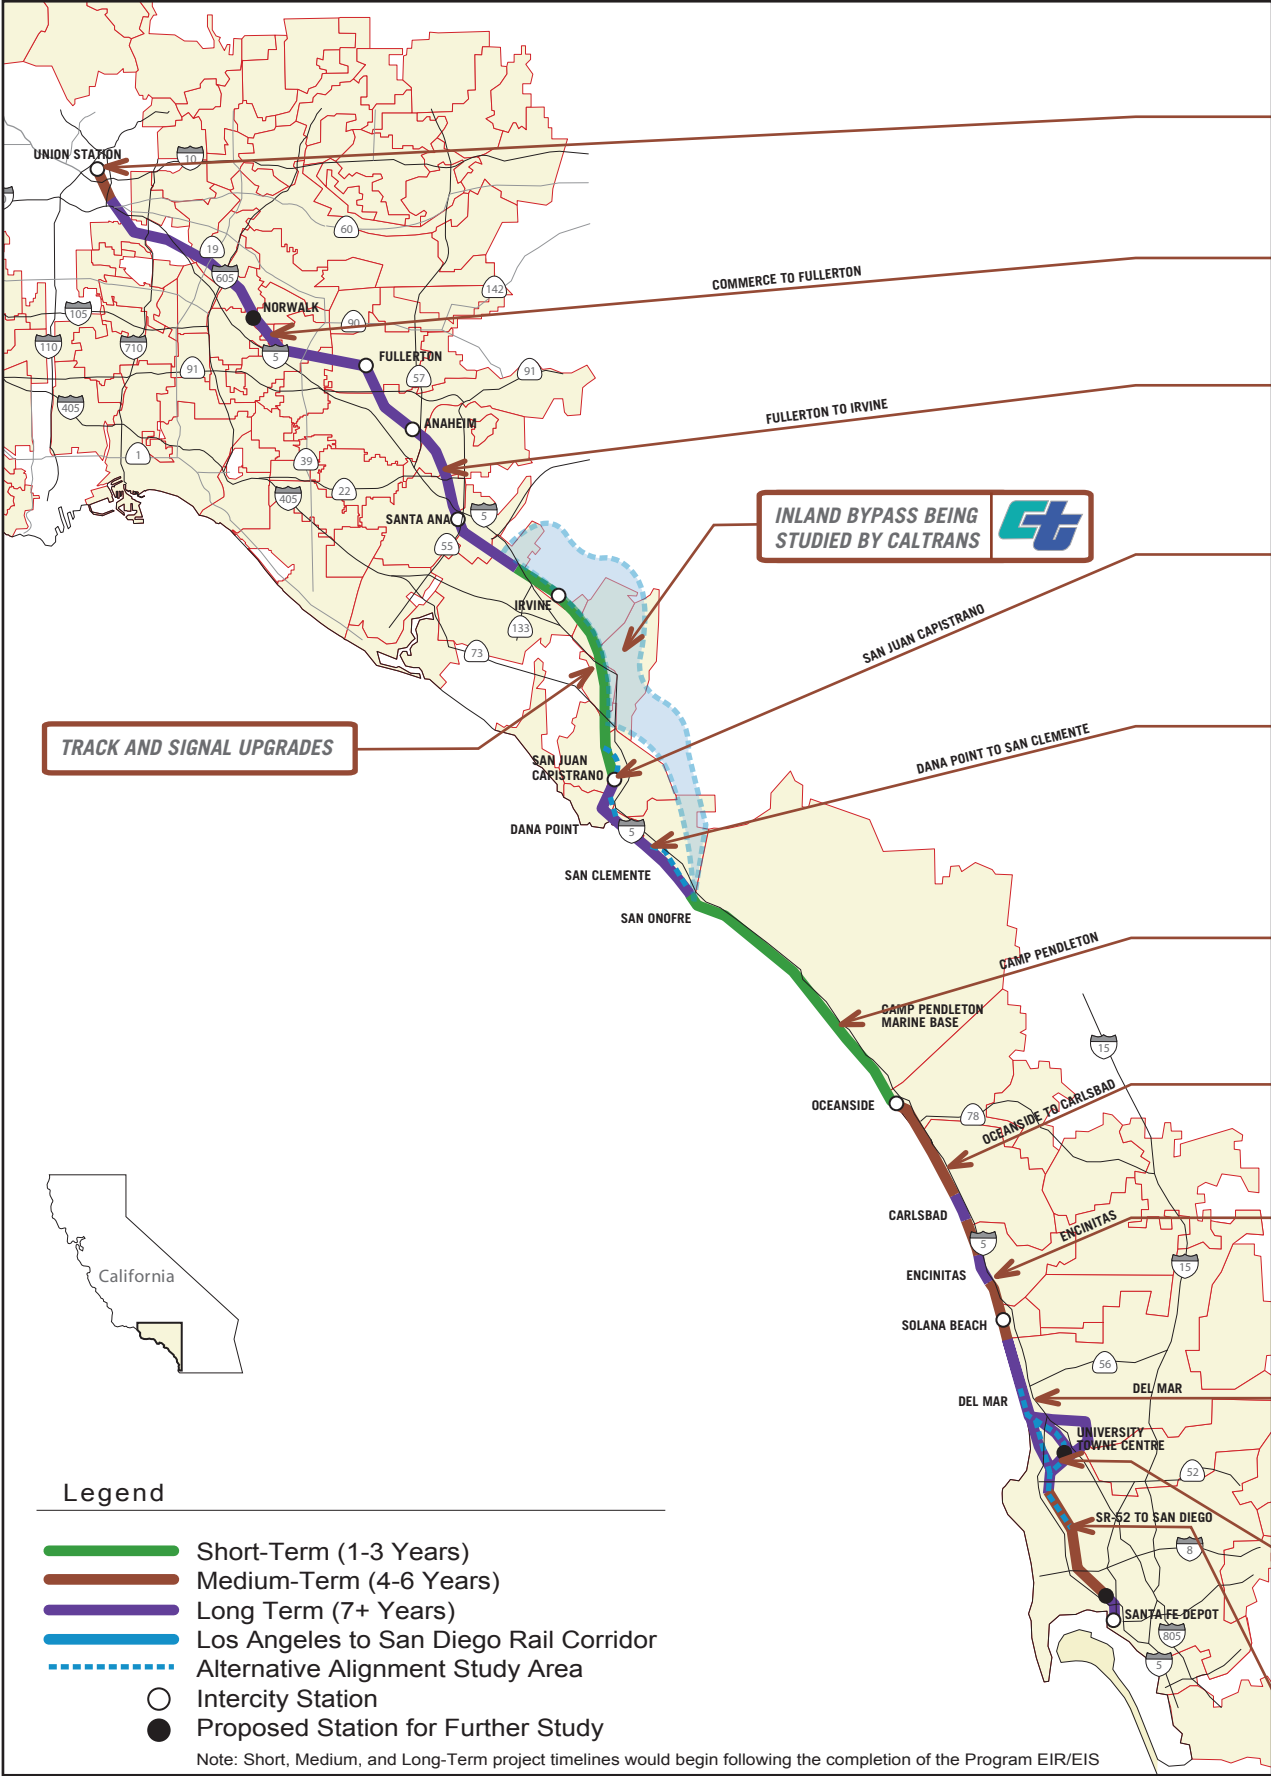 UNION STATION
10
60
19
605
142
COMMERCE TO FULLERTON
NORWALK
105
90
110
710
5
FULLERTON
91
57
91
405
FULLERTON TO IRVINE
ANAHEIM
1
39
22
405
SANTA ANA
5
INLAND BYPASS BEING
STUDIED BY CALTRANS
ct
55
IRVINE
133
73
SAN JUAN CAPISTRANO
TRACK AND SIGNAL UPGRADES
SAN JUAN
CAPISTRANO
DANA POINT TO SAN CLEMENTE
DANA POINT
5
SAN CLEMENTE
SAN ONOFRE
CAMP PENDLETON
CAMP PENDLETON
MARINE BASE
15
OCEANSIDE
78
OCEANSIDE TO CARLSBAD
CARLSBAD
ENCINITAS
5
15
ENCINITAS
California
SOLANA BEACH
56
DEL MAR
DEL MAR
UNIVERSITY
TOWNE CENTRE
52
SR-52 TO SAN DIEGO
8
SANTA FE DEPOT
805
5
Legend
Short-Term (1-3 Years)
Medium-Term (4-6 Years)
Long Term (7+ Years)
Los Angeles to San Diego Rail Corridor
Alternative Alignment Study Area
Intercity Station
Proposed Station for Further Study
Note: Short, Medium, and Long-Term project timelines would begin following the completion of the Program EIR/EIS